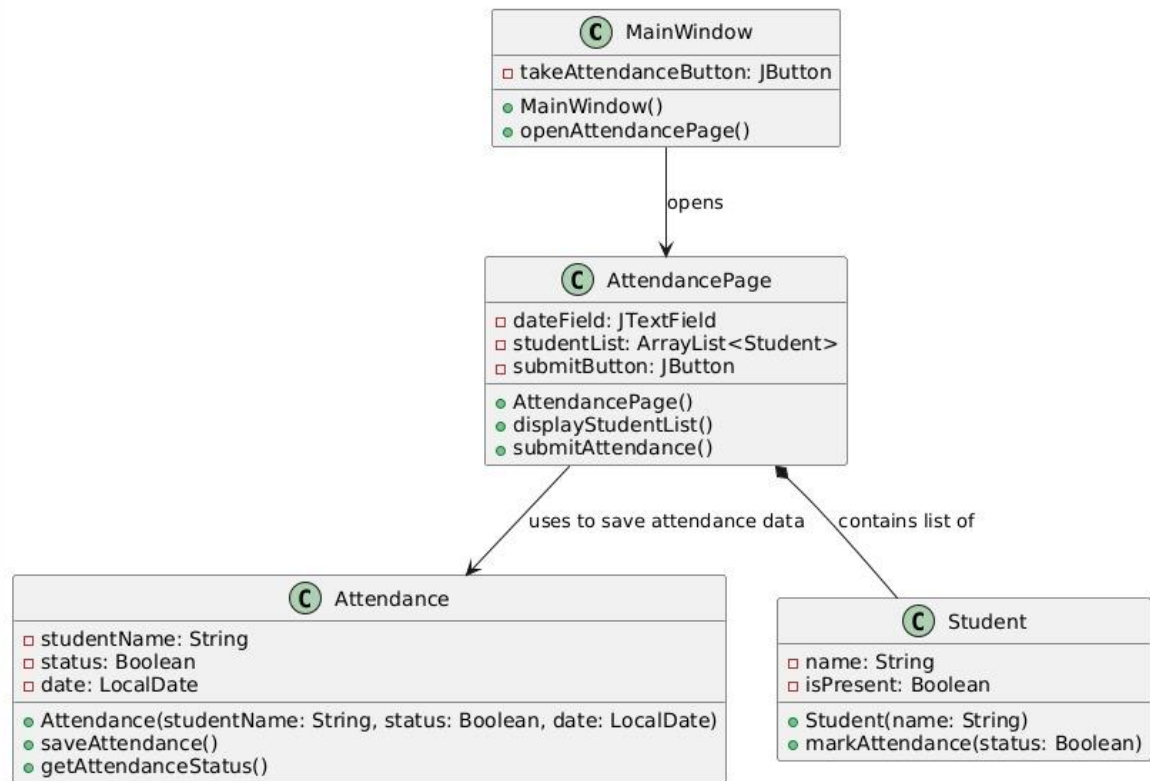 C MainWindow
takeAttendanceButton: JButton
MainWindow()
openAttendancePage()
opens
C AttendancePage
dateField: JTextField
studentList: ArrayList<Student>
submitButton: JButton
AttendancePage()
displayStudentList()
submitAttendance()
uses to save attendance data
contains list of
C Attendance
studentName: String
status: Boolean
date: LocalDate
Attendance(studentName: String, status: Boolean, date: LocalDate)
saveAttendance()
getAttendanceStatus()
C Student
name: String
isPresent: Boolean
Student(name: String)
markAttendance(status: Boolean)